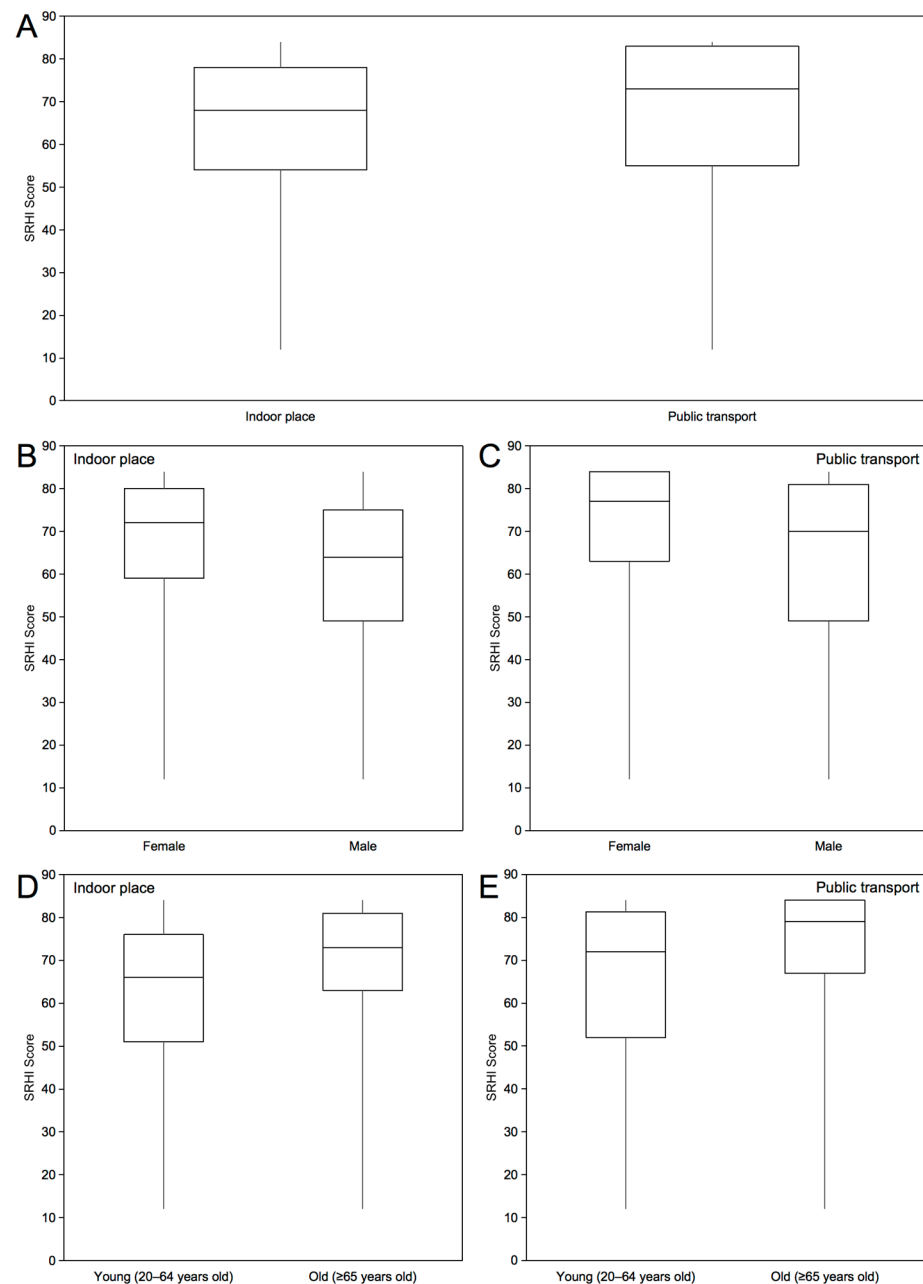 A
90
80
70
60
50
40
30
20
10
0
SRHI Score
Indoor place
Public transport
B
Indoor place
90
80
70
60
50
40
30
20
10
0
SRHI Score
Female
Male
C
Public transport
90
80
70
60
50
40
30
20
10
0
SRHI Score
Female
Male
D
Indoor place
90
80
70
60
50
40
30
20
10
0
SRHI Score
Young (20–64 years old)
Old (≥65 years old)
E
Public transport
90
80
70
60
50
40
30
20
10
0
SRHI Score
Young (20–64 years old)
Old (≥65 years old)